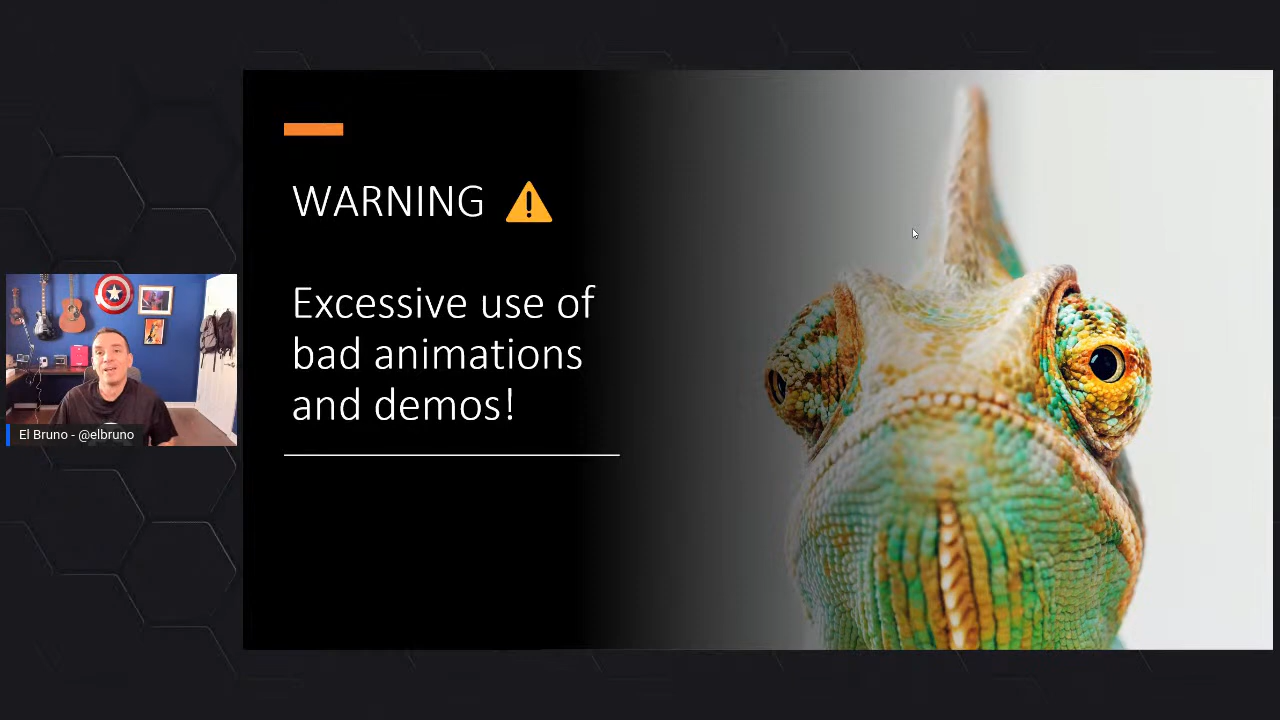 WARNING ⚠
Excessive use of
bad animations
and demos!
El Bruno - @elbruno